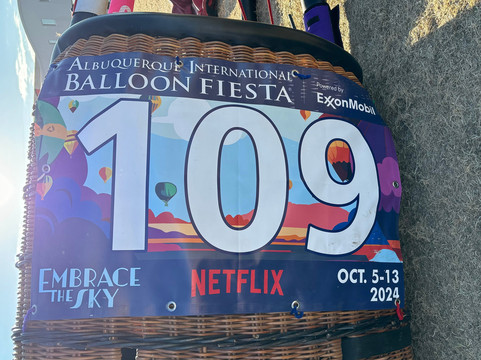 ALBUQUERQUE INTERNATIONAL
BALLOON FIESTA
Powered by
ExxonMobil
109
EMBRACE
THE SKY
NETFLIX
OCT. 5-13
2024